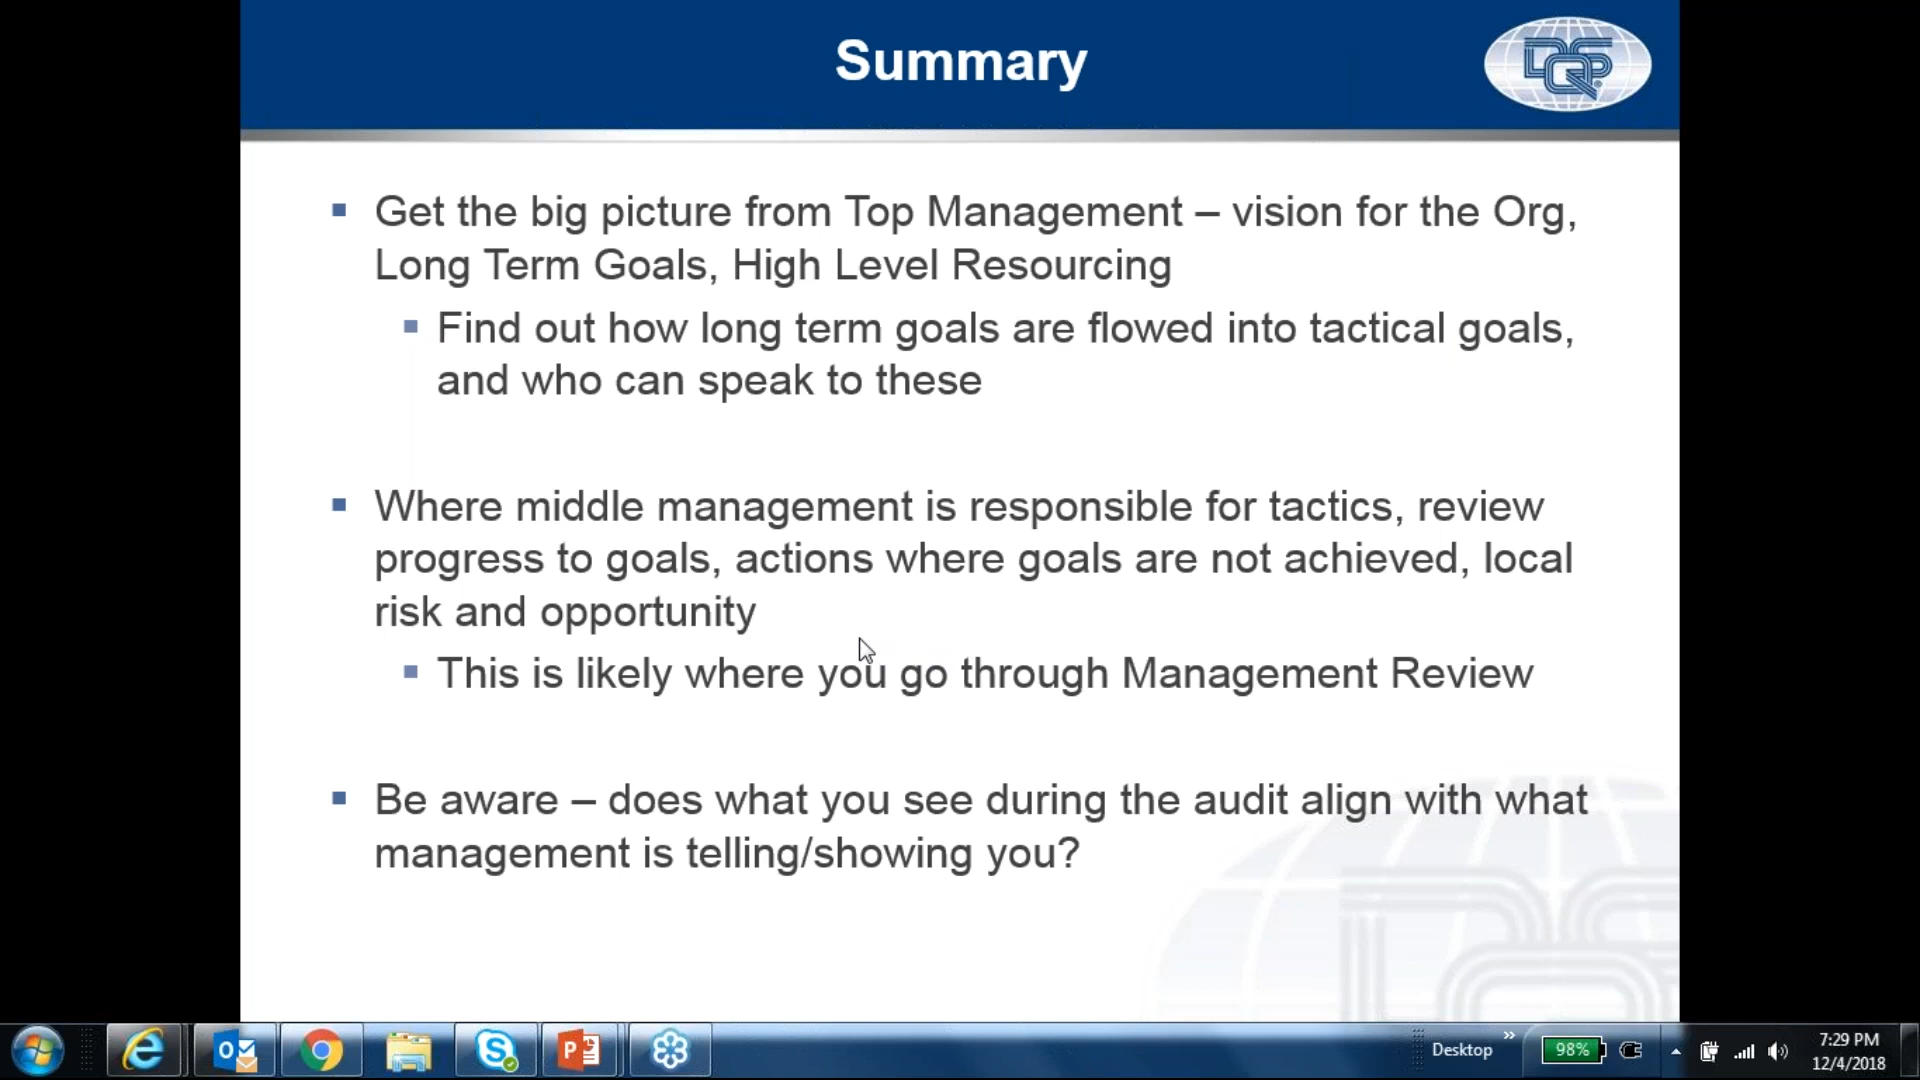 Summary
DQS
Get the big picture from Top Management – vision for the Org,
Long Term Goals, High Level Resourcing
Find out how long term goals are flowed into tactical goals,
and who can speak to these
Where middle management is responsible for tactics, review
progress to goals, actions where goals are not achieved, local
risk and opportunity
This is likely where you go through Management Review
Be aware – does what you see during the audit align with what
management is telling/showing you?
Desktop
98%
7:29 PM
12/4/2018